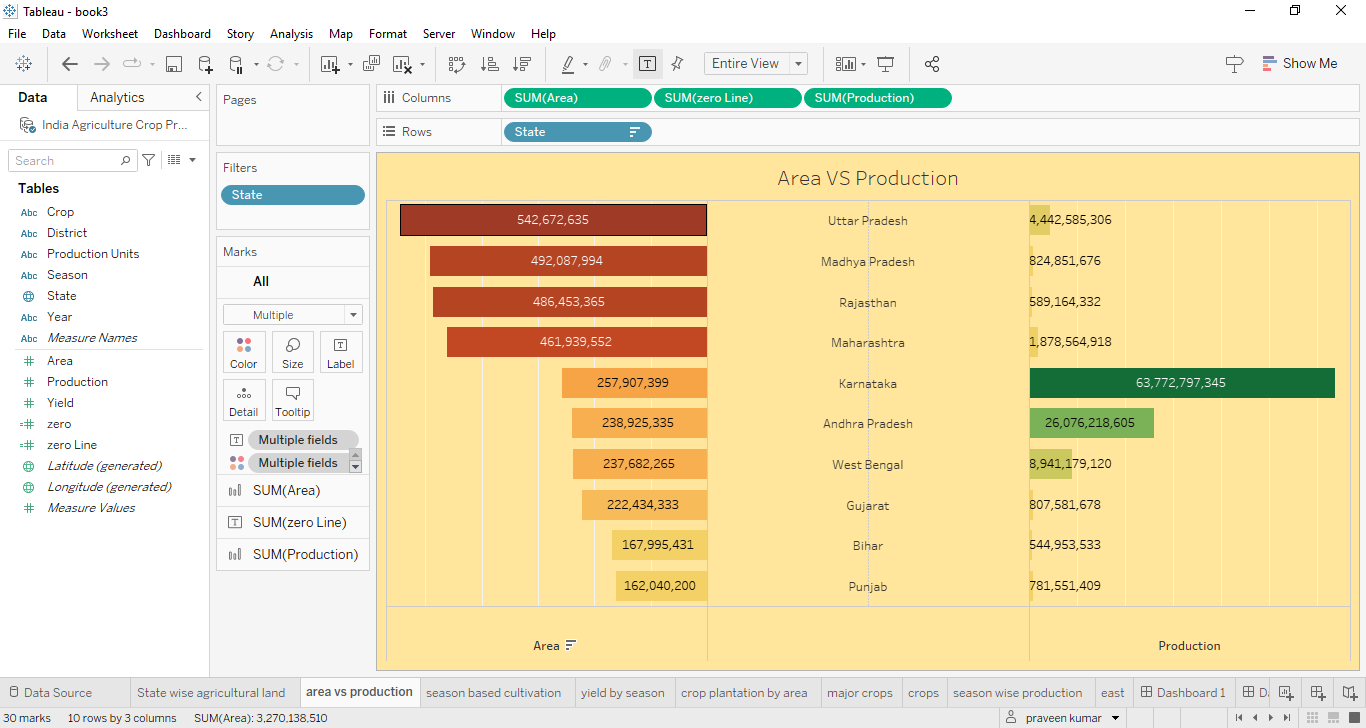 Tableau - book3
File Data Worksheet Dashboard Story Analysis Map Format Server Window Help
Entire View
Show Me
Data Analytics
India Agriculture Crop Pr...
Search
Tables
Abc Crop
Abc District
Abc Production Units
Abc Season
State
Abc Year
Abc Measure Names
# Area
# Production
# Yield
=# zero
=# zero Line
Latitude (generated)
Longitude (generated)
# Measure Values
Pages
Filters
State
Marks
All
Multiple
Color Size Label
Detail Tooltip
Multiple fields
Multiple fields
SUM(Area)
SUM(zero Line)
SUM(Production)
Columns SUM(Area) SUM(zero Line) SUM(Production)
Rows State
Area VS Production
542,672,635 Uttar Pradesh 4,442,585,306
492,087,994 Madhya Pradesh 824,851,676
486,453,365 Rajasthan 589,164,332
461,939,552 Maharashtra 1,878,564,918
257,907,399 Karnataka 63,772,797,345
238,925,335 Andhra Pradesh 26,076,218,605
237,682,265 West Bengal 8,941,179,120
222,434,333 Gujarat 807,581,678
167,995,431 Bihar 544,953,533
162,040,200 Punjab 781,551,409
Area Production
Data Source State wise agricultural land area vs production season based cultivation yield by season crop plantation by area major crops crops season wise production east Dashboard 1 D
30 marks 10 rows by 3 columns SUM(Area): 3,270,138,510 praveen kumar